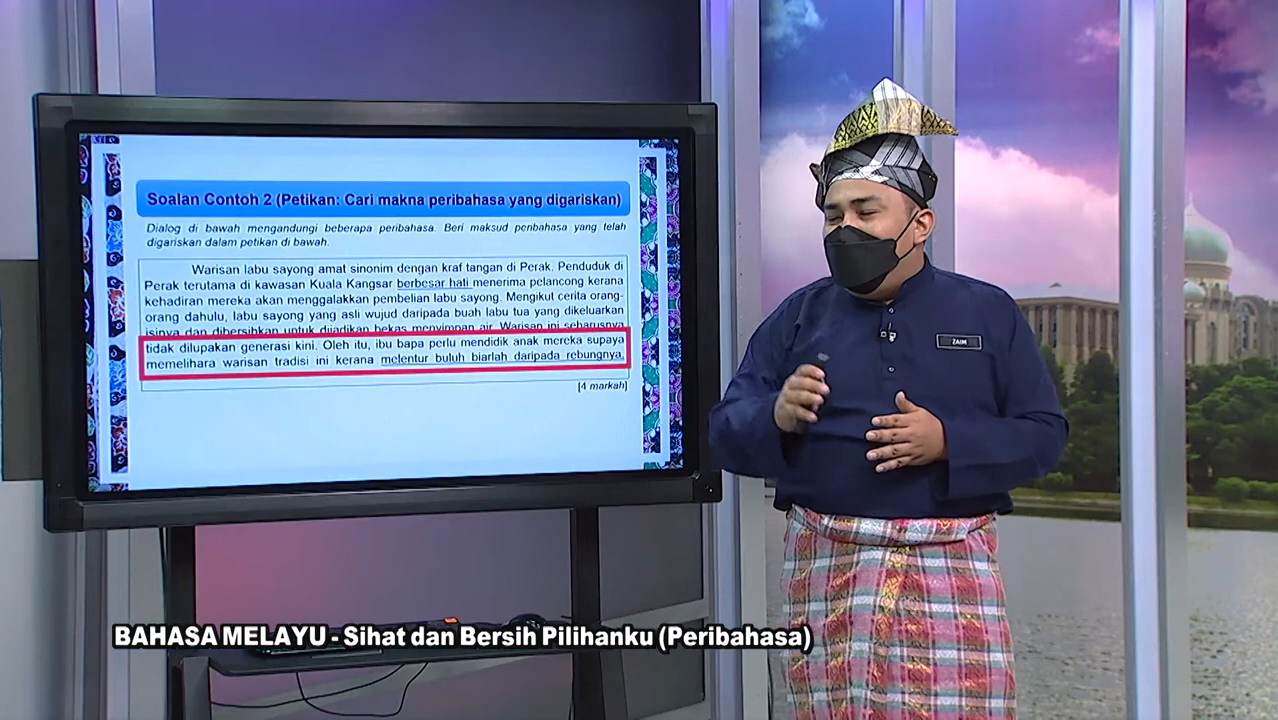 Soalan Contoh 2 (Petikan: Cari makna peribahasa yang digariskan)
Dialog di bawah mengandungi beberapa peribahasa. Beri maksud peribahasa yang telah
digariskan dalam petikan di bawah.
Warisan labu sayong amat sinonim dengan kraf tangan di Perak. Penduduk di
Perak terutama di kawasan Kuala Kangsar berbesar hati menerima pelancong kerana
kehadiran mereka akan menggalakkan pembelian labu sayong. Mengikut cerita orang-
orang dahulu, labu sayong yang asli wujud daripada buah labu tua yang dikeluarkan
isinya dan dibersihkan untuk dijadikan bekas menyimpan air. Warisan ini seharusnya
tidak dilupakan generasi kini. Oleh itu, ibu bapa perlu mendidik anak mereka supaya
memelihara warisan tradisi ini kerana melentur buluh biarlah daripada rebungnya.
[4 markah]
ZAIM
BAHASA MELAYU - Sihat dan Bersih Pilihanku (Peribahasa)